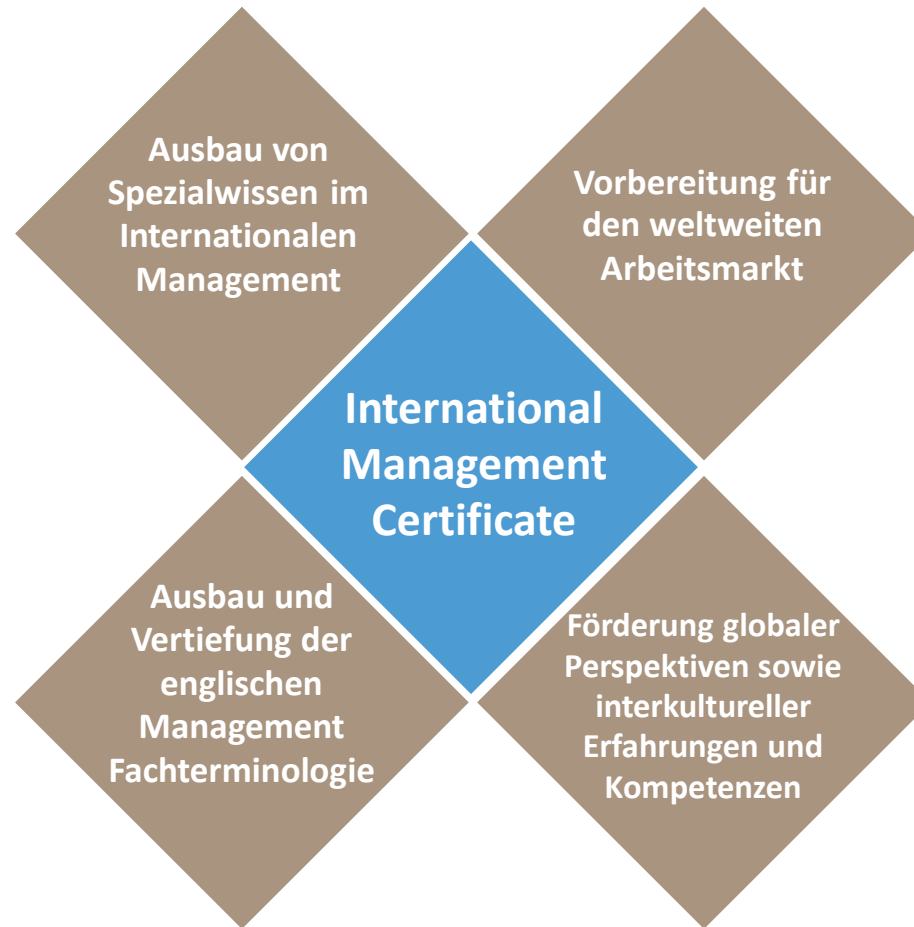 Ausbau von
Spezialwissen im
Internationalen
Management
Vorbereitung für
den weltweiten
Arbeitsmarkt
International
Management
Certificate
Ausbau und
Vertiefung der
englischen
Management
Fachterminologie
Förderung globaler
Perspektiven sowie
interkultureller
Erfahrungen und
Kompetenzen